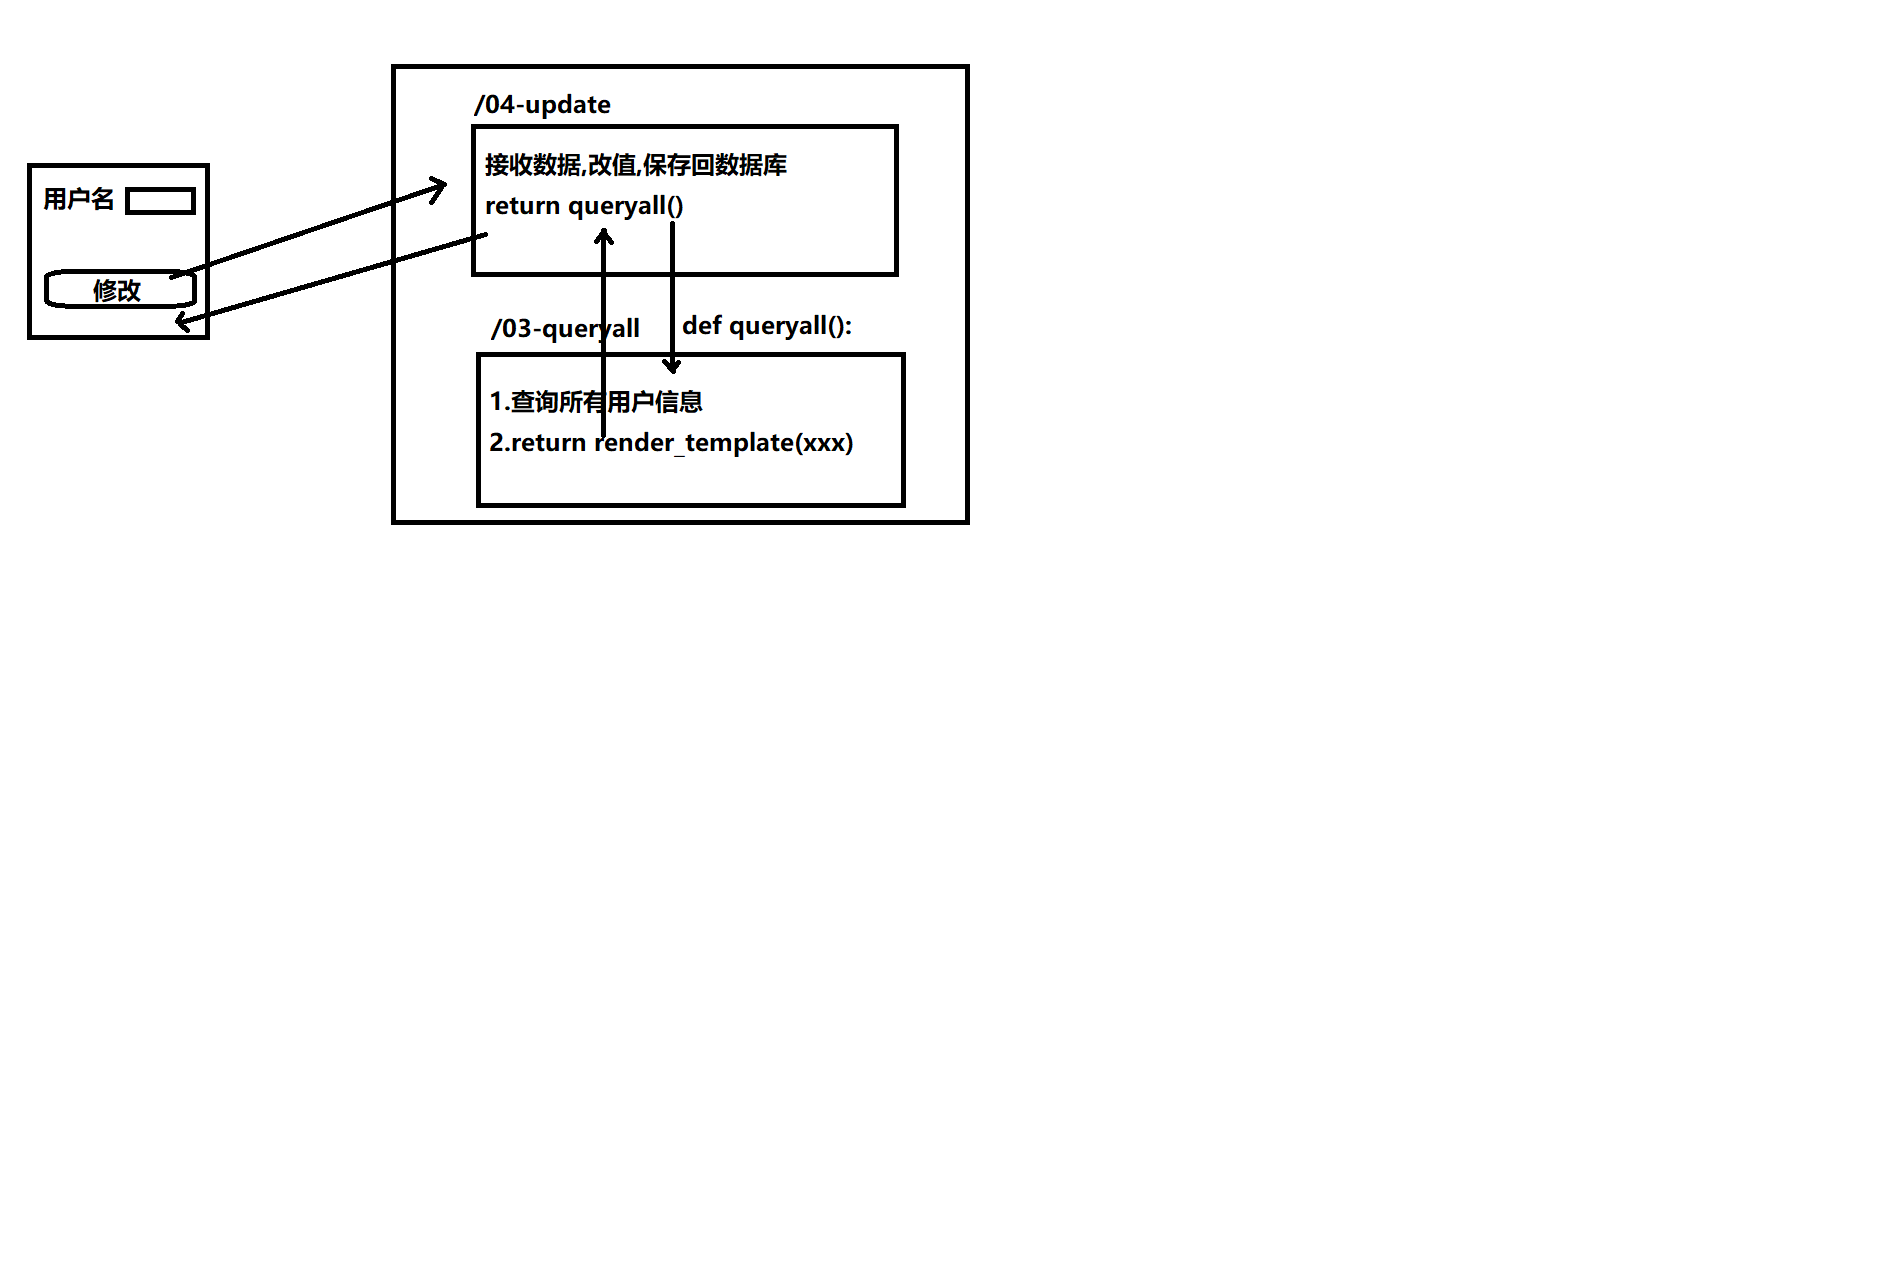 用户名
修改
/04-update
接收数据,改值,保存回数据库
return queryall()
/03-queryall
def queryall():
1.查询所有用户信息
2.return render_template(xxx)